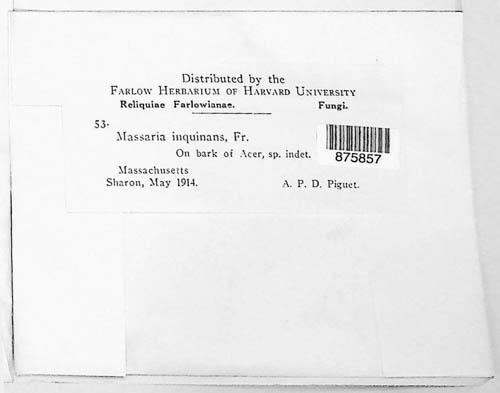 Distributed by the
FARLOW HERBARIUM OF HARVARD UNIVERSITY
Reliquiae Farlowianae. Fungi.
53.
Massaria inquinans, Fr.
On bark of Acer, sp. indet.
875857
Massachusetts
Sharon, May 1914. A. P. D. Piguet.